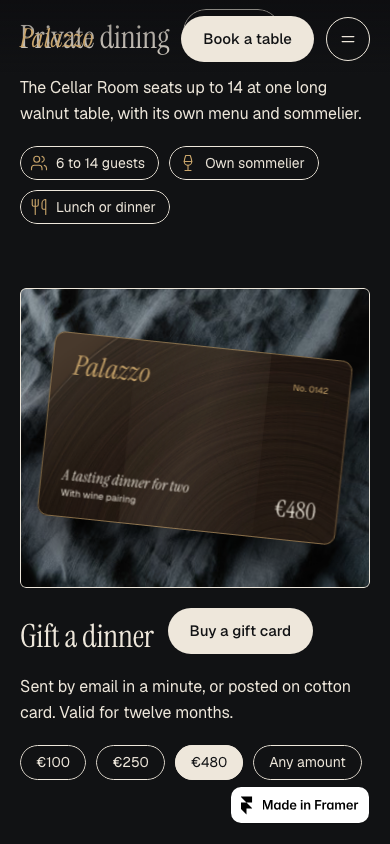 Palazzo
Private dining
Book a table
The Cellar Room seats up to 14 at one long
walnut table, with its own menu and sommelier.
6 to 14 guests
Own sommelier
Lunch or dinner
Palazzo
No. 0142
A tasting dinner for two
With wine pairing
€480
Gift a dinner
Buy a gift card
Sent by email in a minute, or posted on cotton
card. Valid for twelve months.
€100
€250
€480
Any amount
Made in Framer